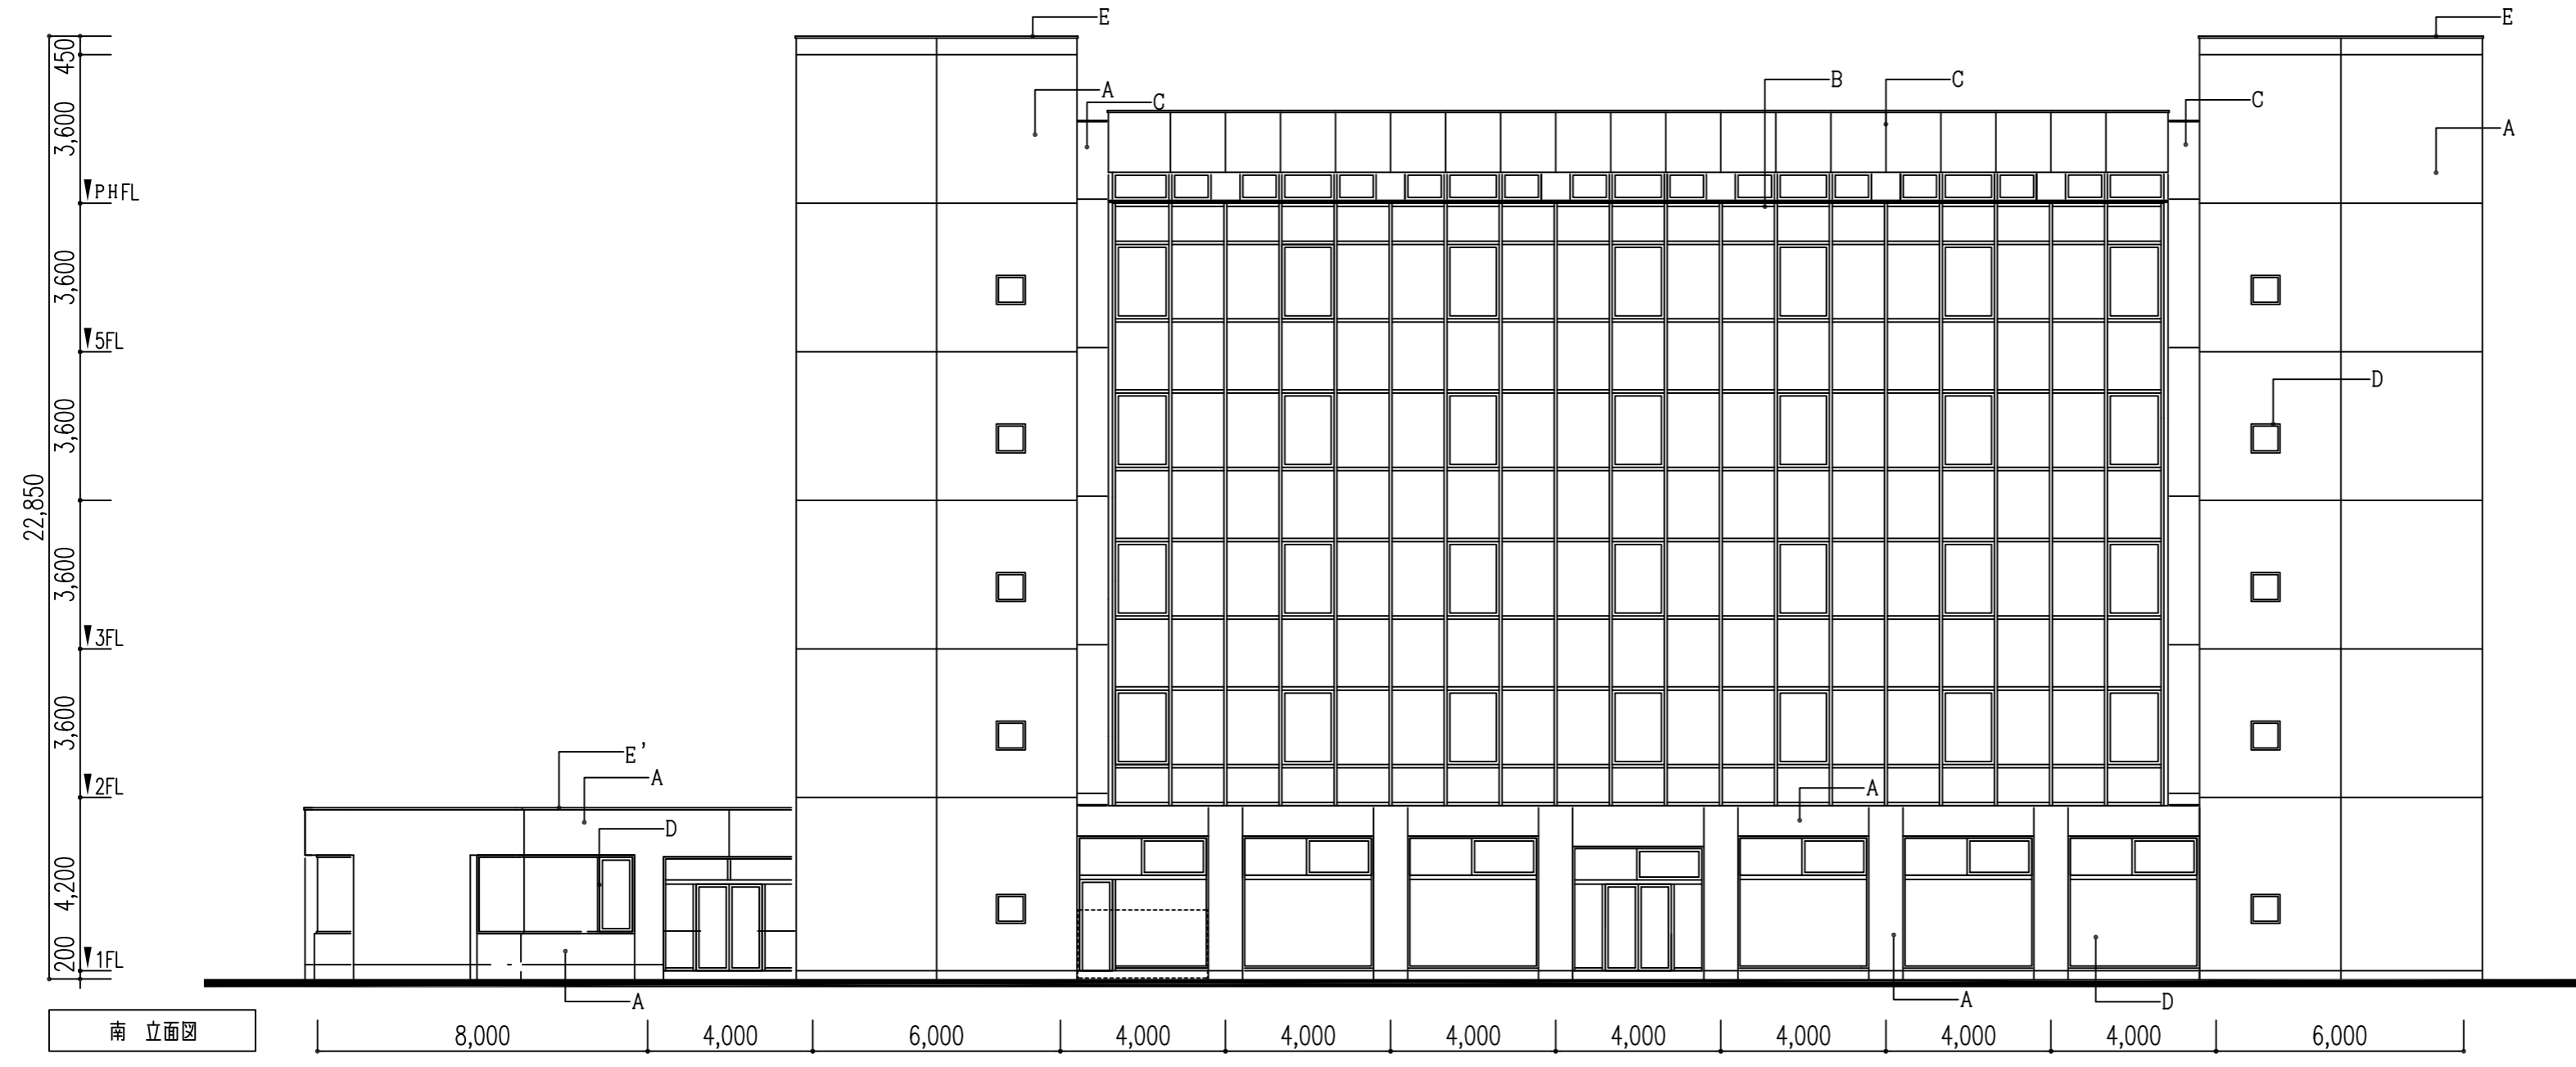 E
E
450
B
C
A
C
C
3,600
A
PHFL
3,600
5FL
D
3,600
22,850
3,600
3FL
3,600
E'
2FL
A
A
D
4,200
200
1FL
A
A
D
南 立面図
8,000 4,000 6,000 4,000 4,000 4,000 4,000 4,000 4,000 4,000 6,000